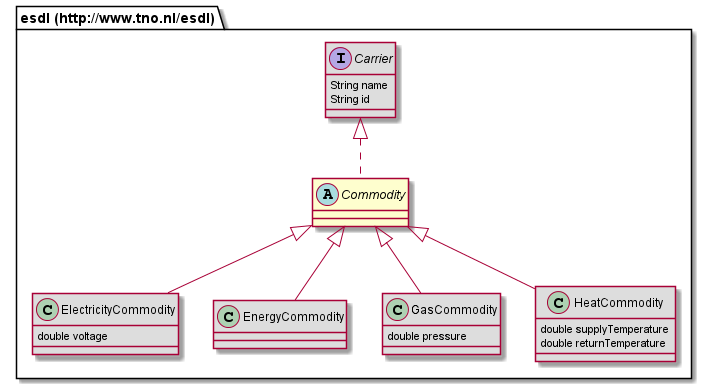 esdl (http://www.tno.nl/esdl)
I Carrier
String name
String id
A Commodity
C ElectricityCommodity
double voltage
C EnergyCommodity
C GasCommodity
double pressure
C HeatCommodity
double supplyTemperature
double returnTemperature